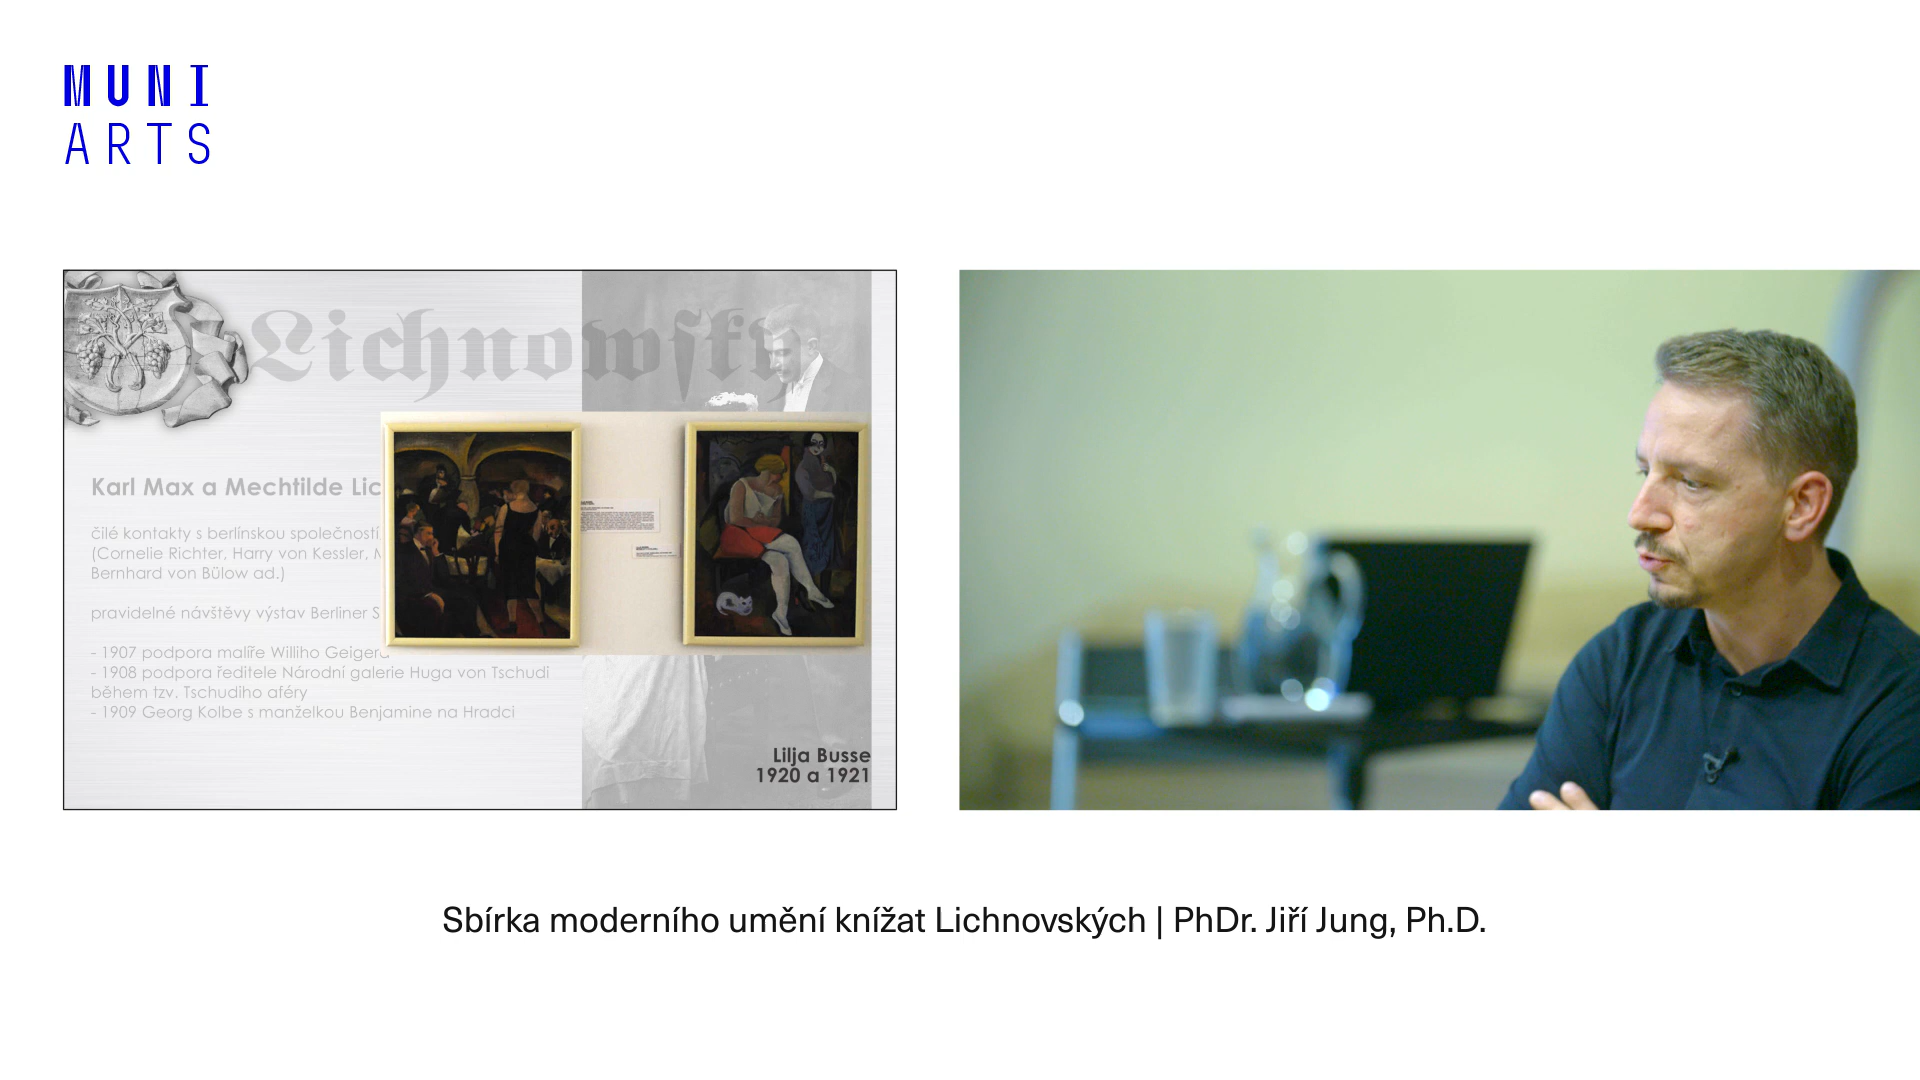 MUNI
ARTS
Lichnowsky
Karl Max a Mechtilde Lic
čilé kontakty s berlínskou společností
(Cornelie Richter, Harry von Kessler, M
Bernhard von Bülow ad.)
pravidelné návštěvy výstav Berliner S
- 1907 podpora malíře Williho Geigera
- 1908 podpora ředitele Národní galerie Huga von Tschudi
během tzv. Tschudiho aféry
- 1909 Georg Kolbe s manželkou Benjamine na Hradci
Lilja Busse
1920 a 1921
Sbírka moderního umění knížat Lichnovských | PhDr. Jiří Jung, Ph.D.